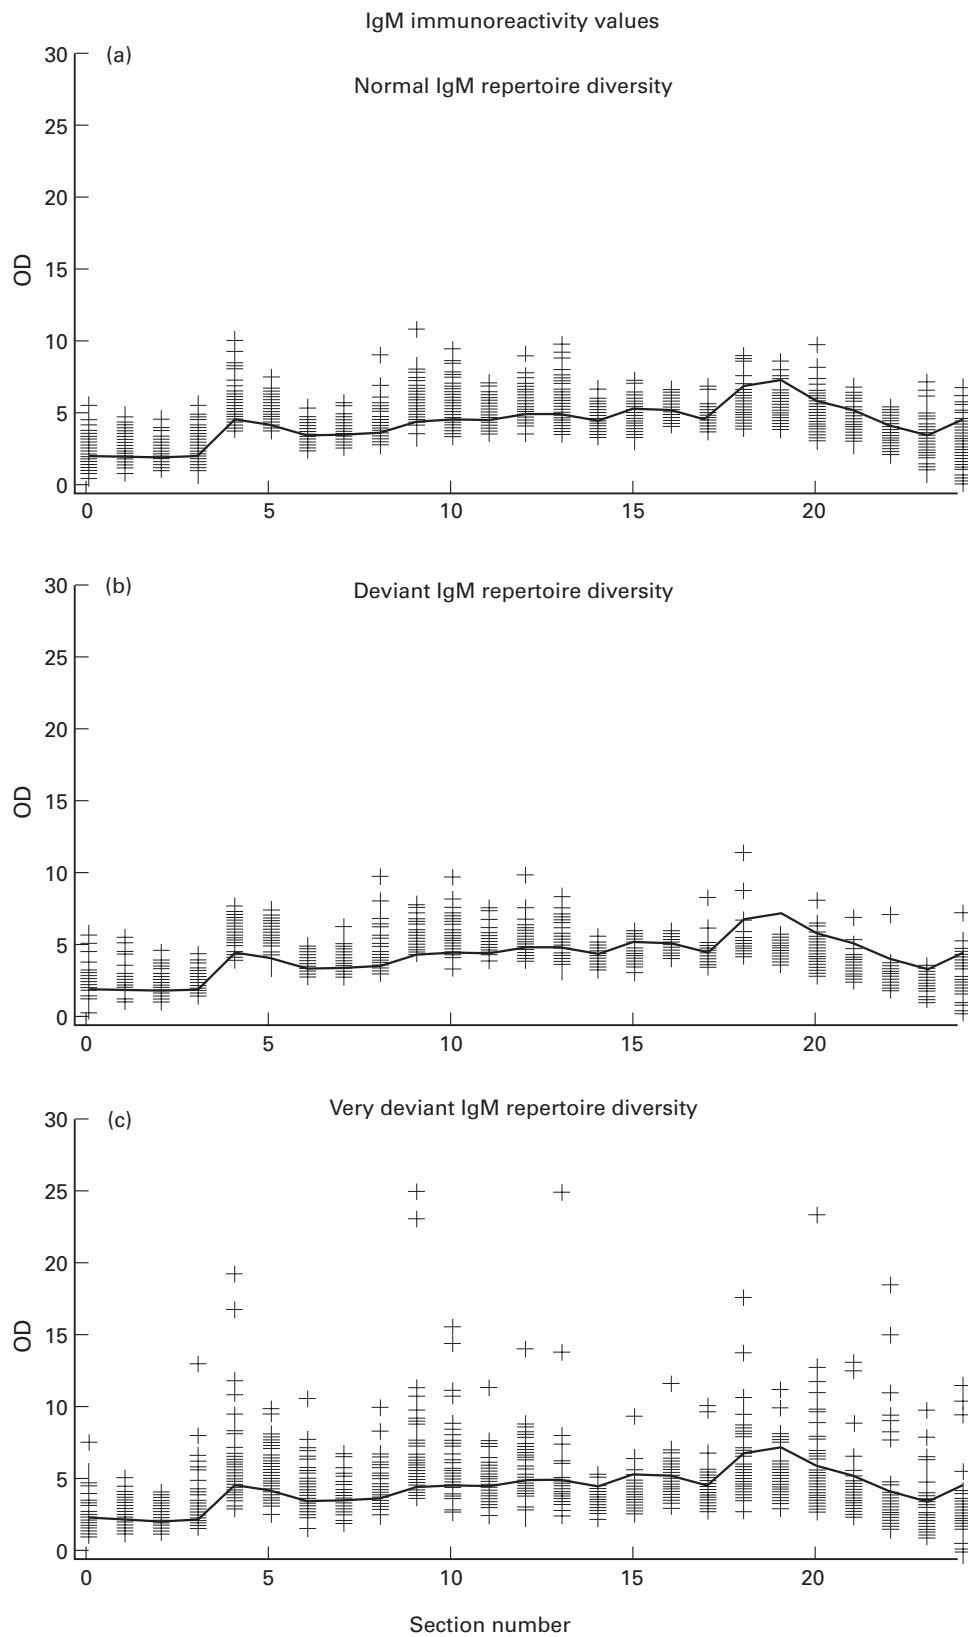 IgM immunoreactivity values
30 (a)
Normal IgM repertoire diversity
25
20
15
OD
10
5
0
0 5 10 15 20
30 (b)
Deviant IgM repertoire diversity
25
20
15
OD
10
5
0
0 5 10 15 20
30 (c)
Very deviant IgM repertoire diversity
25
20
15
OD
10
5
0
0 5 10 15 20
Section number